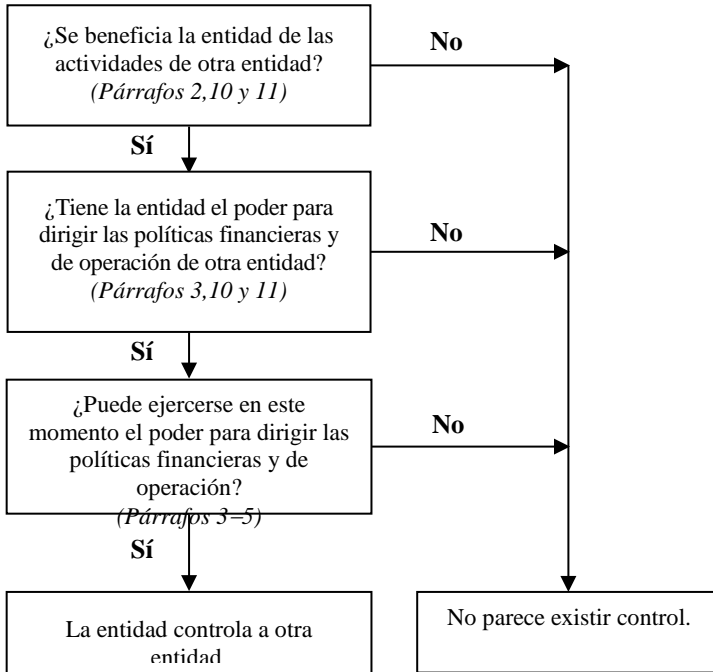 ¿Se beneficia la entidad de las
actividades de otra entidad?
(Párrafos 2,10 y 11)
No
Sí
¿Tiene la entidad el poder para
dirigir las políticas financieras y
de operación de otra entidad?
(Párrafos 3,10 y 11)
No
Sí
¿Puede ejercerse en este
momento el poder para dirigir las
políticas financieras y de
operación?
(Párrafos 3–5)
No
Sí
La entidad controla a otra
entidad
No parece existir control.